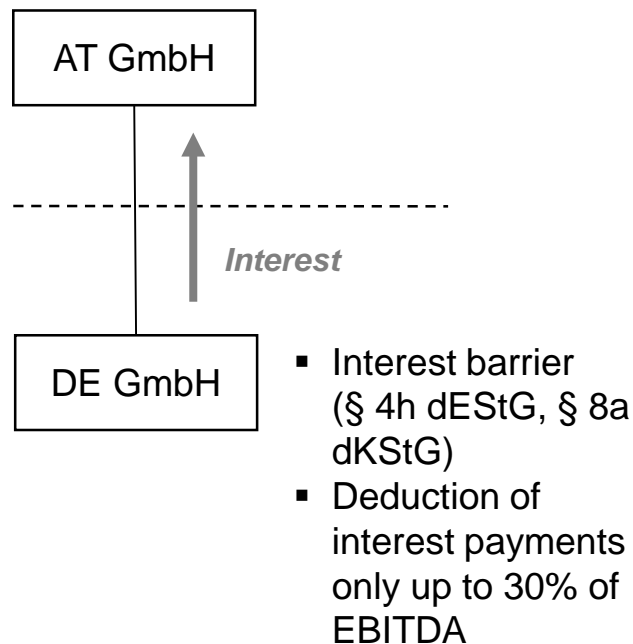 AT GmbH
Interest
DE GmbH
▪ Interest barrier
(§ 4h dEStG, § 8a
dKStG)
▪ Deduction of
interest payments
only up to 30% of
EBITDA